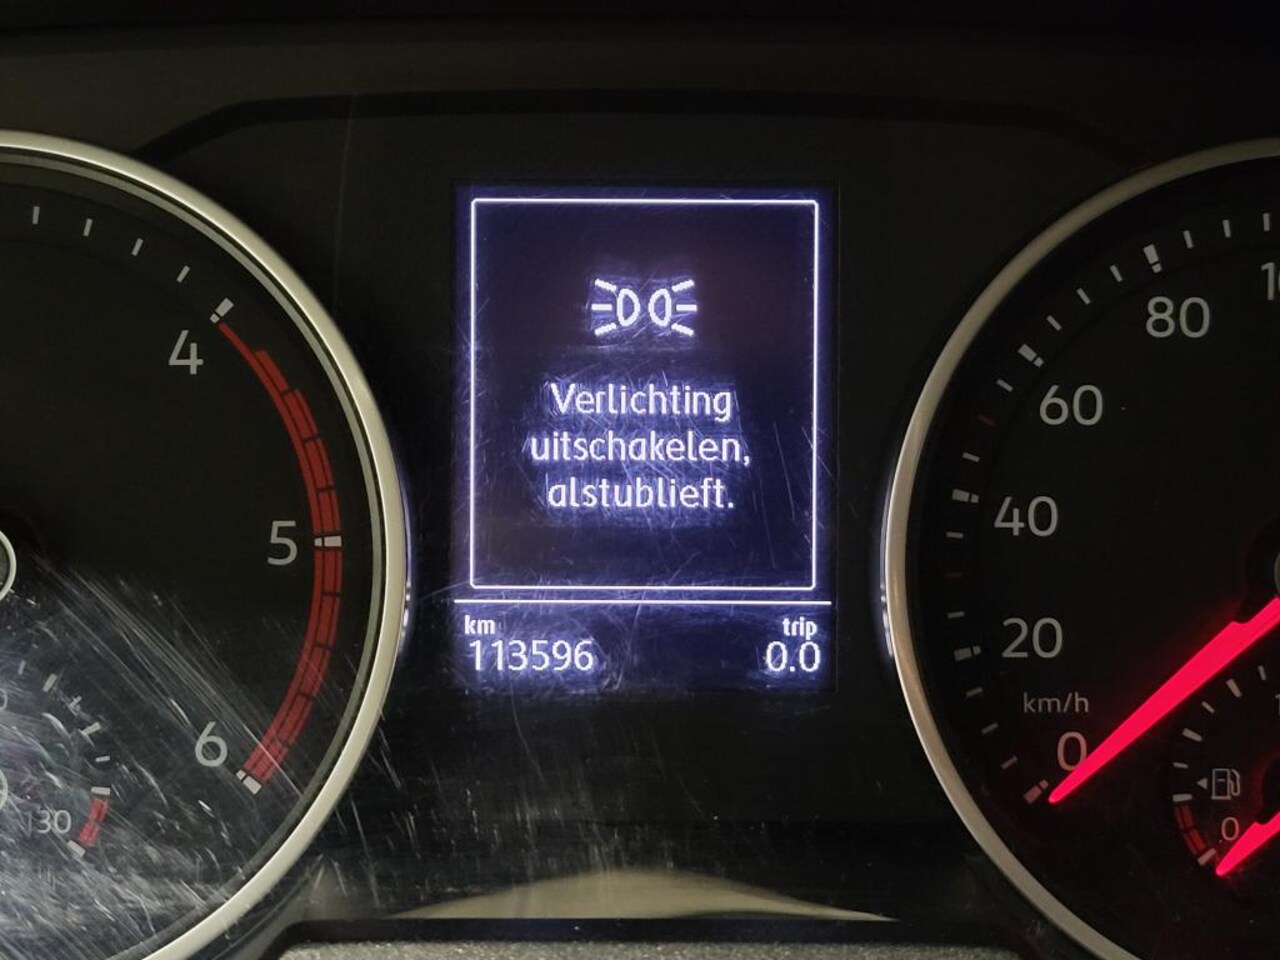 4
5
6
130
Verlichting
uitschakelen,
alstublieft.
km trip
113596 0.0
80
60
40
20
km/h
0
0